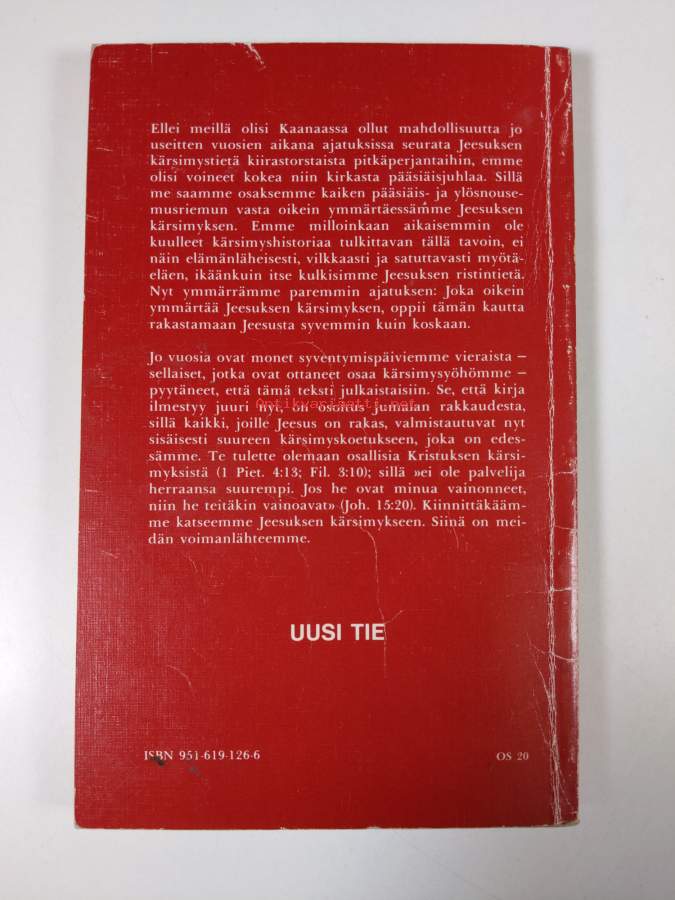 Ellei meillä olisi Kaanaassa ollut mahdollisuutta jo
useitten vuosien aikana ajatuksissa seurata Jeesuksen
kärsimystietä kiirastorstaista pitkäperjantaihin, emme
olisi voineet kokea niin kirkasta pääsiäisjuhlaa. Sillä
me saamme osaksemme kaiken pääsiäis- ja ylösnouse-
musriemun vasta oikein ymmärtäessämme Jeesuksen
kärsimyksen. Emme milloinkaan aikaisemmin ole
kuulleet kärsimyshistoriaa tulkittavan tällä tavoin, ei
näin elämänläheisesti, vilkkaasti ja satuttavasti myötä-
eläen, ikäänkuin itse kulkisimme Jeesuksen ristintietä.
Nyt ymmärrämme paremmin ajatuksen: Joka oikein
ymmärtää Jeesuksen kärsimyksen, oppii tämän kautta
rakastamaan Jeesusta syvemmin kuin koskaan.
Jo vuosia ovat monet syventymispäiviemme vieraista –
sellaiset, jotka ovat ottaneet osaa kärsimysyöhömme –
pyytäneet, että tämä teksti julkaistaisiin. Se, että kirja
ilmestyy juuri nyt, on osoitus Jumalan rakkaudesta,
sillä kaikki, joille Jeesus on rakas, valmistautuvat nyt
sisäisesti suureen kärsimyskoetukseen, joka on edes-
sämme. Te tulette olemaan osallisia Kristuksen kärsi-
myksistä (1 Piet. 4:13; Fil. 3:10); sillä »ei ole palvelija
herraansa suurempi. Jos he ovat minua vainonneet,
niin he teitäkin vainoavat» (Joh. 15:20). Kiinnittäkääm-
me katseemme Jeesuksen kärsimykseen. Siinä on mei-
dän voimanlähteemme.
Antikvariaatti.net
UUSI TIE
ISBN 951-619-126-6
OS 20